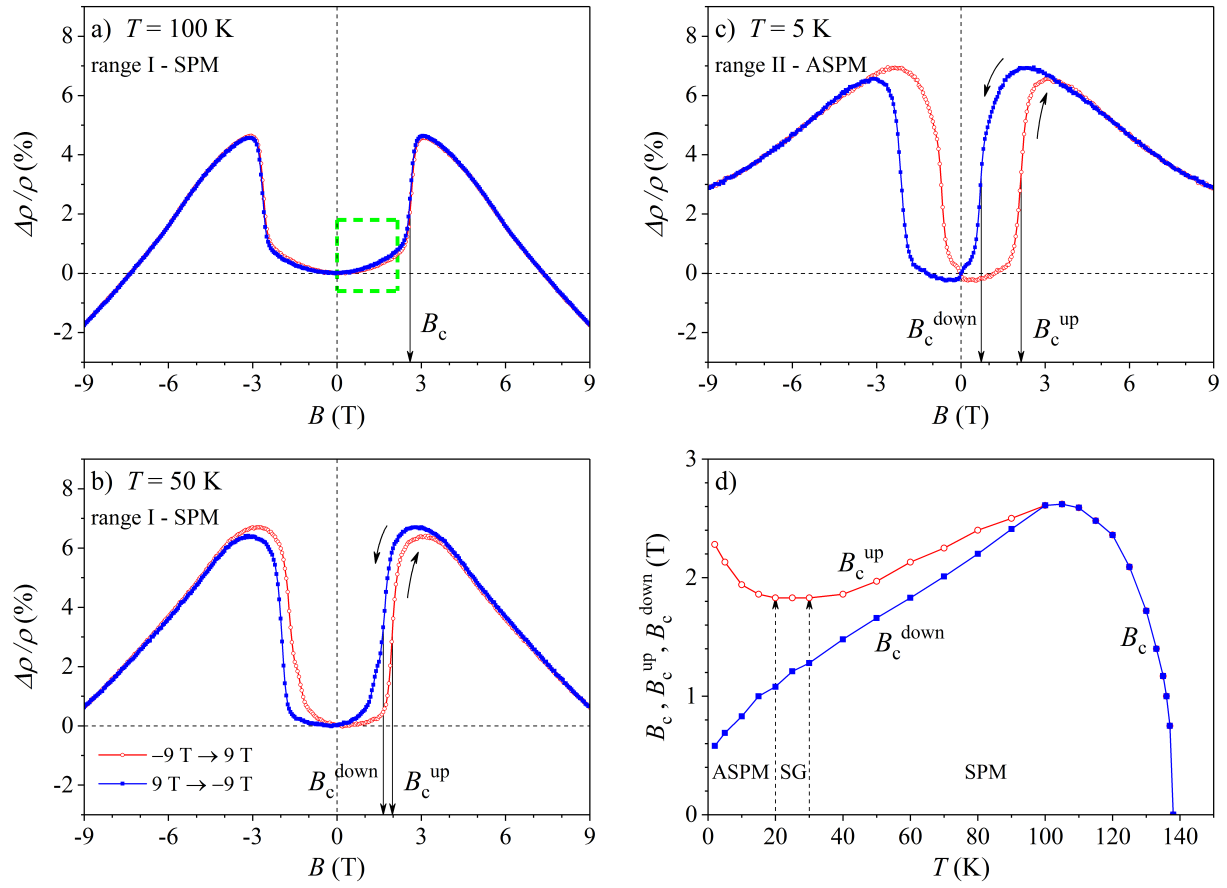 a) T = 100 K
range I - SPM
Δρ/ρ (%)
8
6
4
2
0
-2
B_c
-9 -6 -3 0 3 6 9
B (T)
c) T = 5 K
range II - ASPM
Δρ/ρ (%)
8
6
4
2
0
-2
B_c^down B_c^up
-9 -6 -3 0 3 6 9
B (T)
b) T = 50 K
range I - SPM
Δρ/ρ (%)
8
6
4
2
0
-2
−9 T → 9 T
9 T → −9 T
B_c^down B_c^up
-9 -6 -3 0 3 6 9
B (T)
d)
B_c , B_c^up , B_c^down (T)
3
2
1
0
B_c^up
B_c^down
B_c
ASPM SG SPM
0 20 40 60 80 100 120 140
T (K)